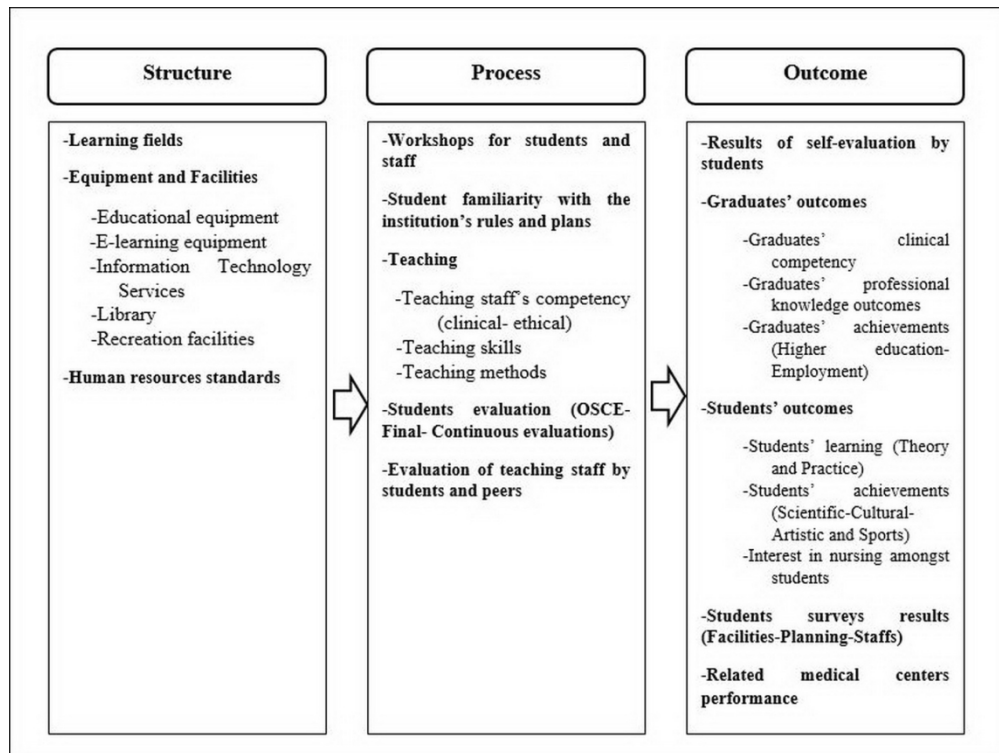 Structure
-Learning fields
-Equipment and Facilities
-Educational equipment
-E-learning equipment
-Information Technology
Services
-Library
-Recreation facilities
-Human resources standards
Process
-Workshops for students and
staff
-Student familiarity with the
institution's rules and plans
-Teaching
-Teaching staff's competency
(clinical- ethical)
-Teaching skills
-Teaching methods
-Students evaluation (OSCE-
Final- Continuous evaluations)
-Evaluation of teaching staff by
students and peers
Outcome
-Results of self-evaluation by
students
-Graduates' outcomes
-Graduates' clinical
competency
-Graduates' professional
knowledge outcomes
-Graduates' achievements
(Higher education-
Employment)
-Students' outcomes
-Students' learning (Theory
and Practice)
-Students' achievements
(Scientific-Cultural-
Artistic and Sports)
-Interest in nursing amongst
students
-Students surveys results
(Facilities-Planning-Staffs)
-Related medical centers
performance